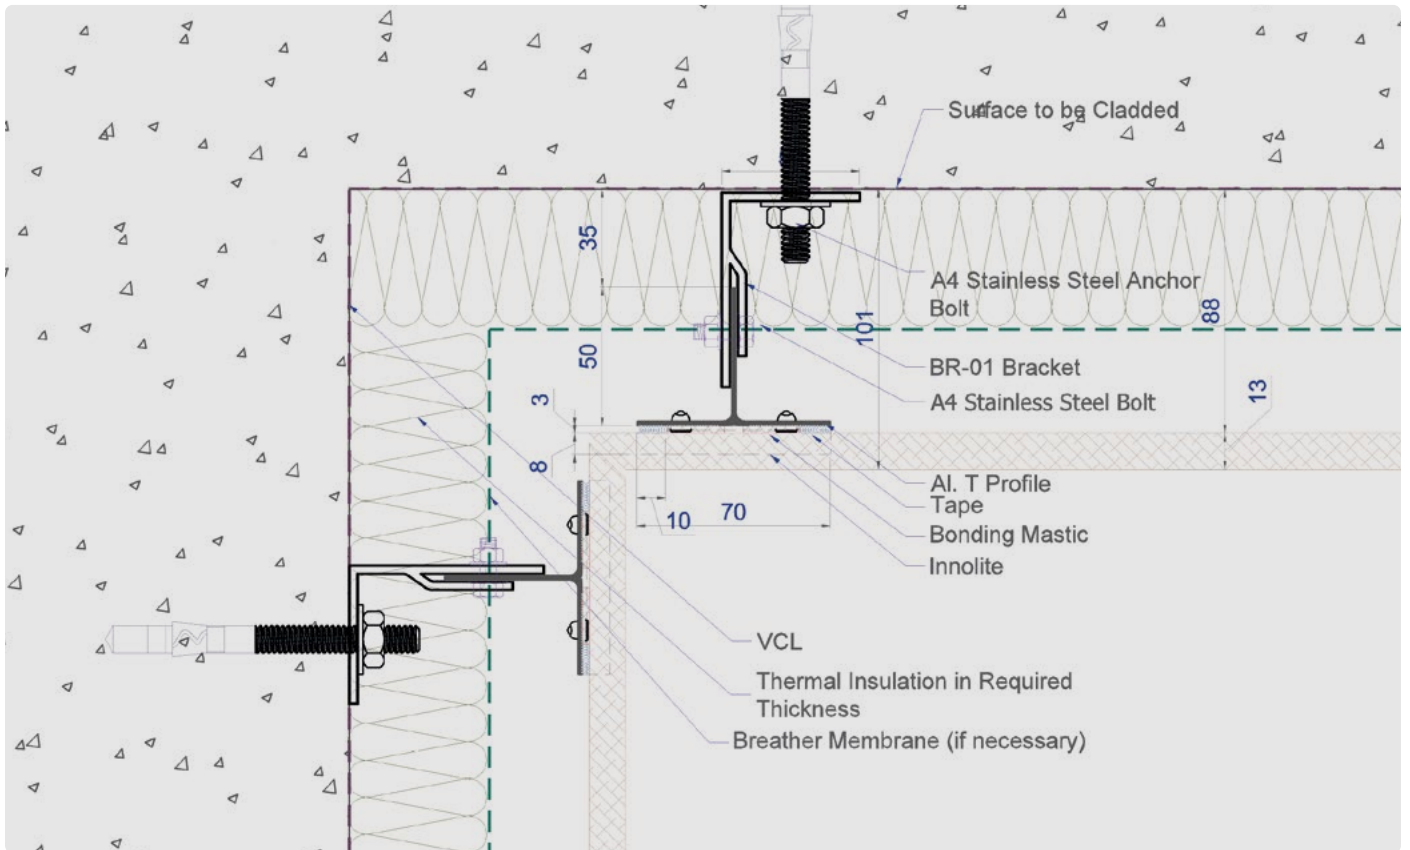 Surface to be Cladded
35
A4 Stainless Steel Anchor
Bolt
88
101
50
BR-01 Bracket
A4 Stainless Steel Bolt
3
13
8
Al. T Profile
Tape
10
70
Bonding Mastic
Innolite
VCL
Thermal Insulation in Required
Thickness
Breather Membrane (if necessary)